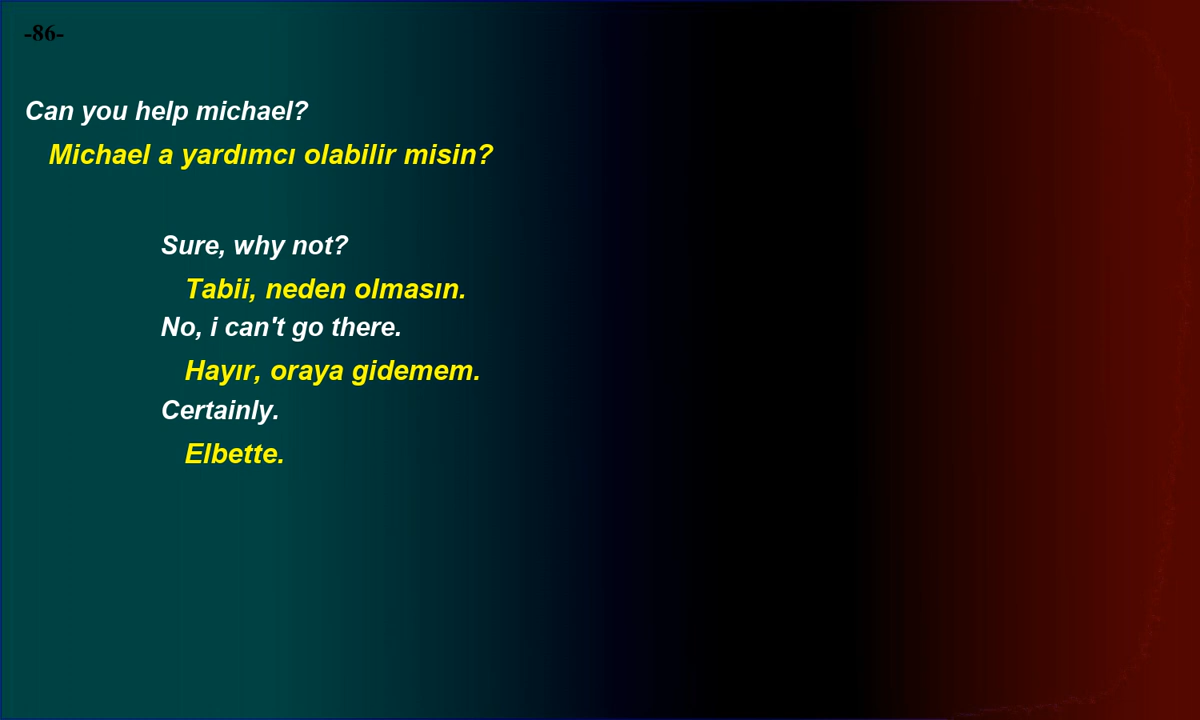 -86-
Can you help michael?
Michael a yardımcı olabilir misin?
Sure, why not?
Tabii, neden olmasın.
No, i can't go there.
Hayır, oraya gidemem.
Certainly.
Elbette.